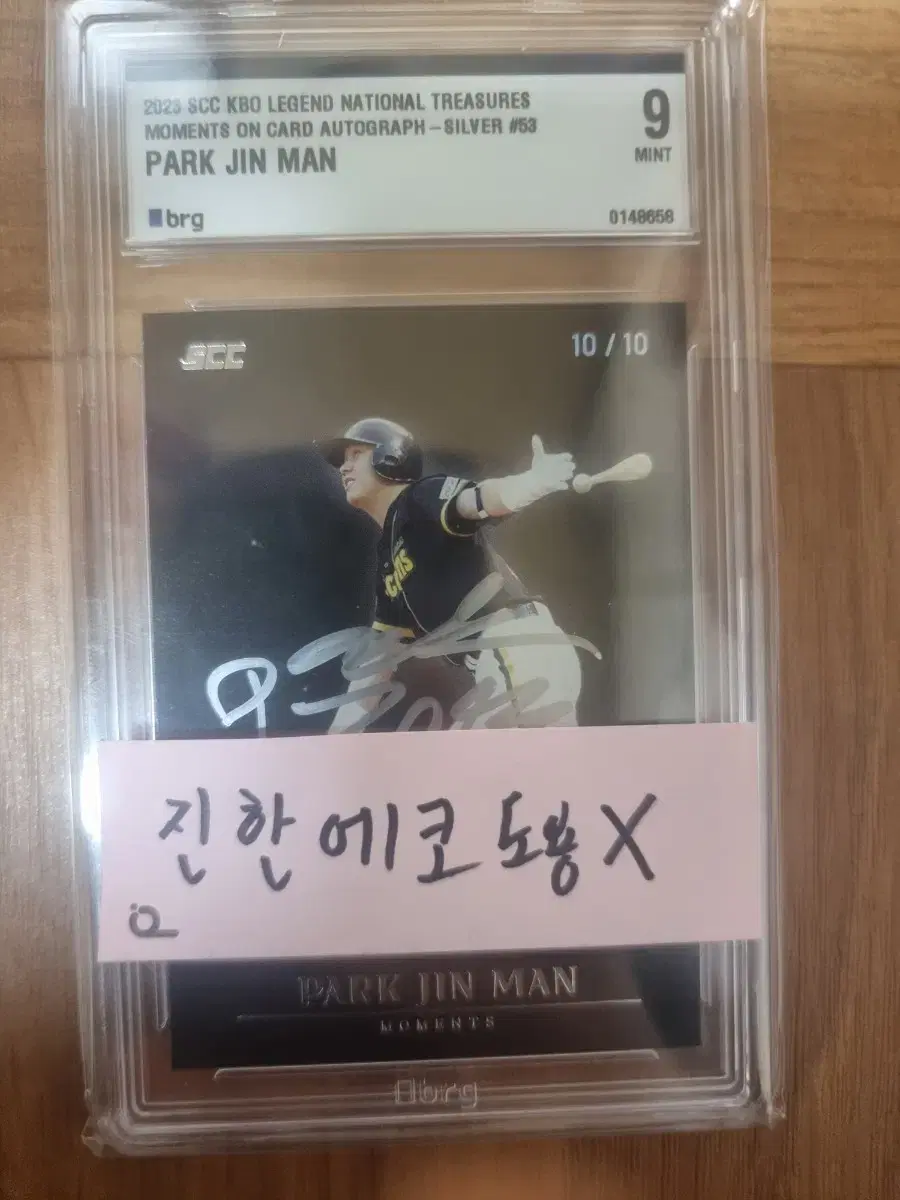 2023 SCC KBO LEGEND NATIONAL TREASURES
MOMENTS ON CARD AUTOGRAPH – SILVER #53
PARK JIN MAN
9
MINT
brg
0148658
SCC
10 / 10
진한에코 도용X
PARK JIN MAN
MOMENTS
brg